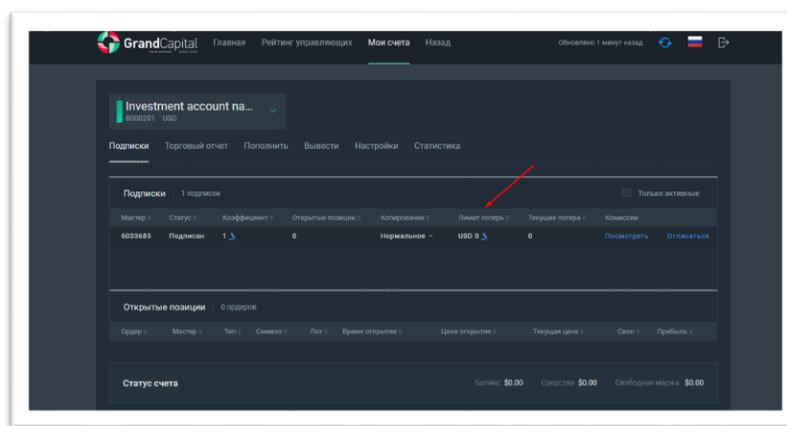 GrandCapital Главная Рейтинг управляющих Мои счета Назад Обновлено 1 минут назад
Investment account na...
8000201 USD
Подписки Торговый отчет Пополнить Вывести Настройки Статистика
Подписки 1 подписок Только активные
Мастер Статус Коэффициент Открытые позиции Копирование Лимит потерь Текущие потери Комиссии
6033685 Подписан 1 0 Нормальное USD 0 0 Посмотреть Отписаться
Открытые позиции 0 ордеров
Ордер Мастер Тип Символ Лот Время открытия Цена открытия Текущая цена Своп Прибыль
Статус счета Баланс $0.00 Средства $0.00 Свободная маржа $0.00